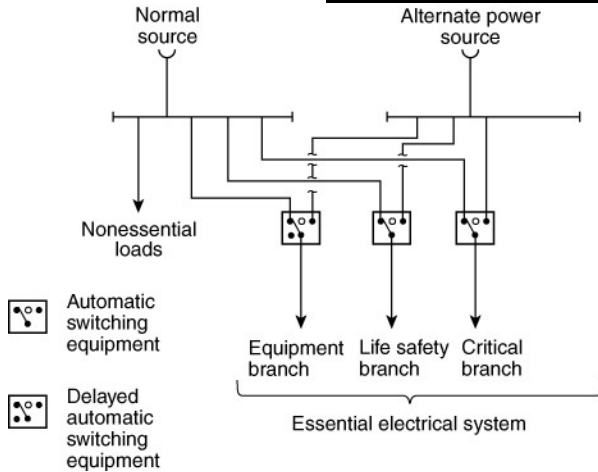 Normal
source
Alternate power
source
Nonessential
loads
Automatic
switching
equipment
Equipment
branch
Life safety
branch
Critical
branch
Delayed
automatic
switching
equipment
Essential electrical system